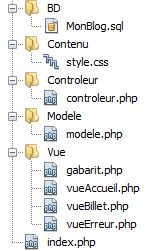 BD
MonBlog.sql
Contenu
style.css
Controleur
controleur.php
Modele
modele.php
Vue
gabarit.php
vueAccueil.php
vueBillet.php
vueErreur.php
index.php